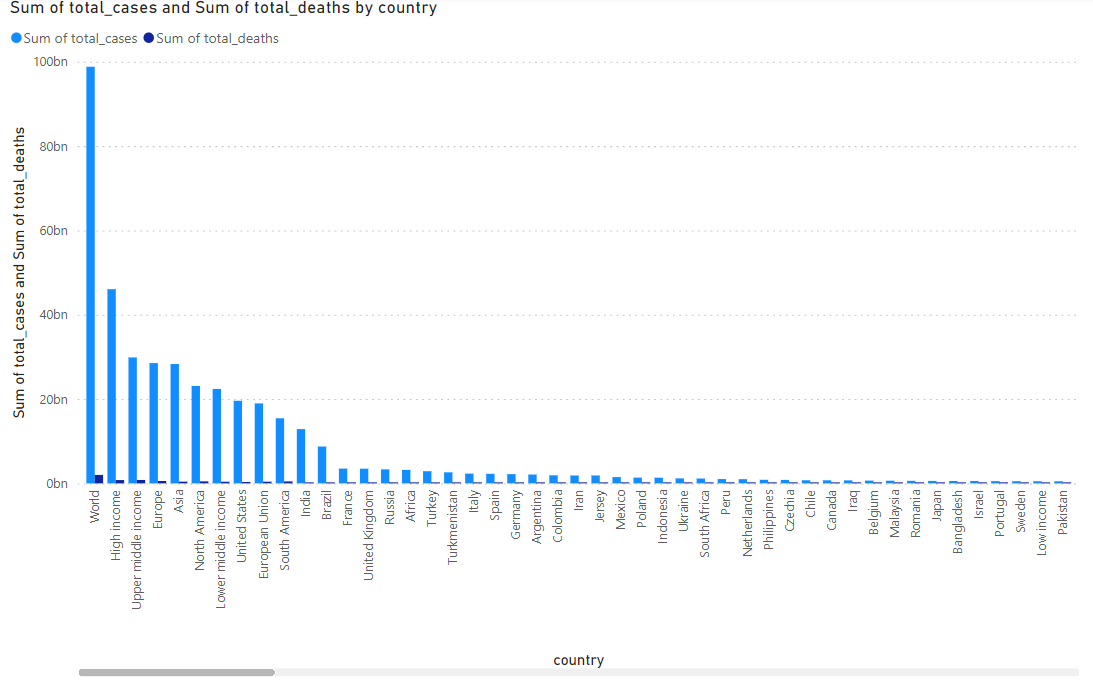 Sum of total_cases and Sum of total_deaths by country
Sum of total_cases Sum of total_deaths
Sum of total_cases and Sum of total_deaths
100bn
80bn
60bn
40bn
20bn
0bn
World
High income
Upper middle income
Europe
Asia
North America
Lower middle income
United States
European Union
South America
India
Brazil
France
United Kingdom
Russia
Africa
Turkey
Turkmenistan
Italy
Spain
Germany
Argentina
Colombia
Iran
Jersey
Mexico
Poland
Indonesia
Ukraine
South Africa
Peru
Netherlands
Philippines
Czechia
Chile
Canada
Iraq
Belgium
Malaysia
Romania
Japan
Bangladesh
Israel
Portugal
Sweden
Low income
Pakistan
country